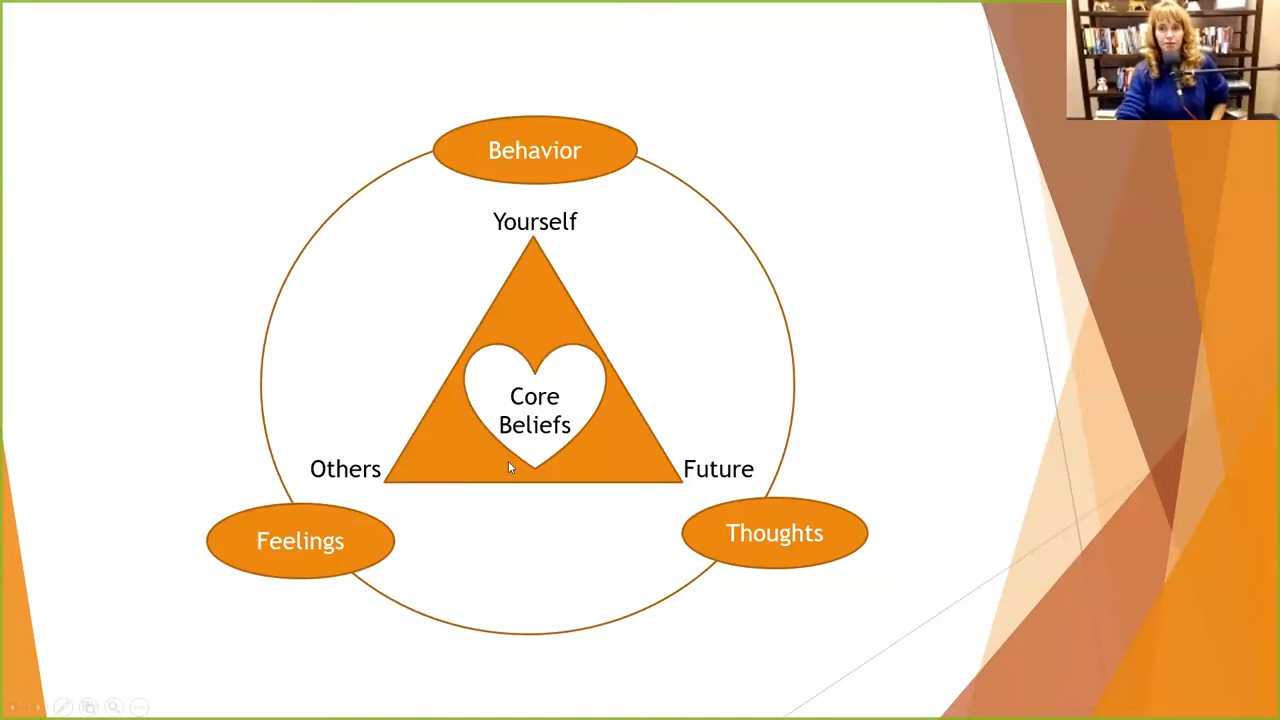 Behavior
Yourself
Core
Beliefs
Others
Future
Feelings
Thoughts